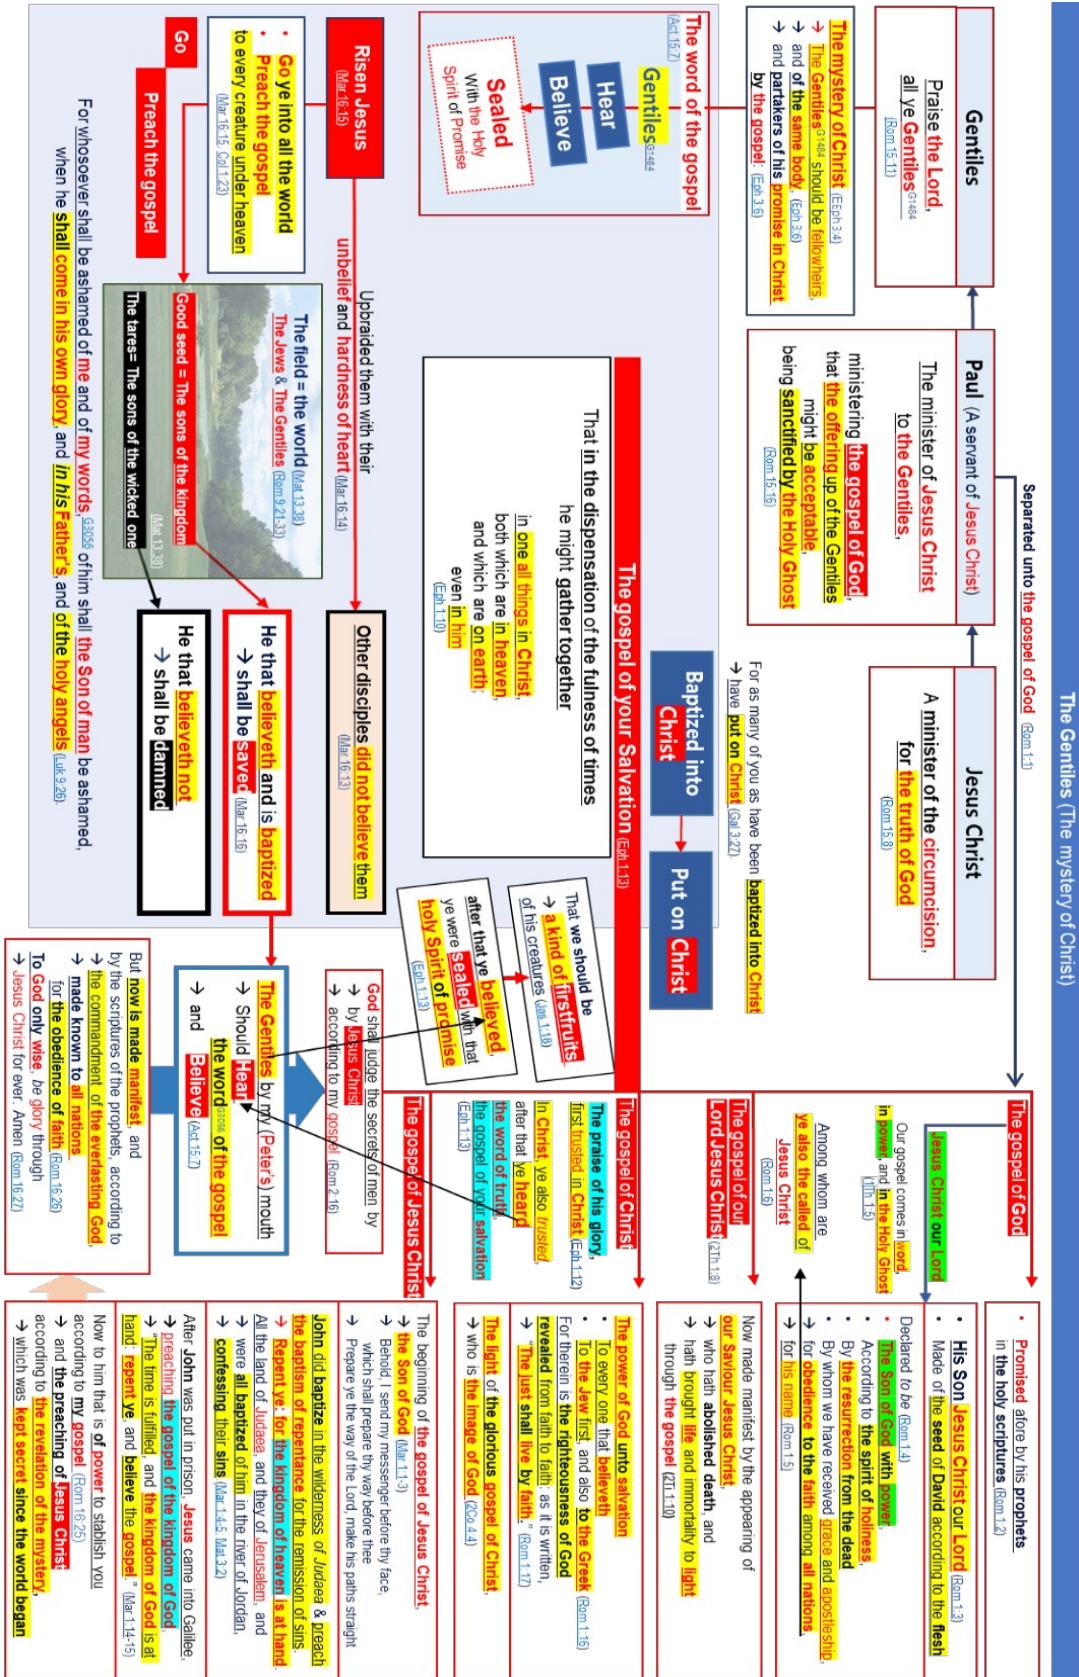 The Gentiles (The mystery of Christ)
Gentiles
Praise the Lord,
all ye Gentiles G1484
(Rom 15:11)
Paul (A servant of Jesus Christ)
The minister of Jesus Christ
to the Gentiles,
ministering the gospel of God,
that the offering up of the Gentiles
might be acceptable,
being sanctified by the Holy Ghost
(Rom 15:16)
Jesus Christ
A minister of the circumcision,
for the truth of God
(Rom 15:8)
Separated unto the gospel of God (Rom 1:1)
The mystery of Christ (EEph 3:4)
→ The Gentiles G1484 should be fellowheirs,
→ and of the same body, (Eph 3:6)
→ and partakers of his promise in Christ
by the gospel: (Eph 3:6)
For as many of you as have been baptized into Christ
→ have put on Christ (Gal 3:27).
Baptized into
Christ
Put on Christ
The word of the gospel
(Act 15:7)
Gentiles G1484
Hear
Believe
Sealed
With the Holy
Spirit of Promise
The gospel of your Salvation (Eph 1:13)
That in the dispensation of the fulness of times
he might gather together
in one all things in Christ,
both which are in heaven,
and which are on earth;
even in him
(Eph 1:10)
That we should be
→ a kind of firstfruits
of his creatures (Jas 1:18)
after that ye believed,
ye were sealed with that
holy Spirit of promise
(Eph 1:13)
Risen Jesus
(Mar 16:15)
Upbraided them with their
unbelief and hardness of heart (Mar 16:14)
Other disciples did not believe them
(Mar 16:13)
• Go ye into all the world
• Preach the gospel
to every creature under heaven
(Mar 16:15, Col 1:23)
Go
Preach the gospel
The field = the world (Mat 13:38)
The Jews & The Gentiles (Rom 9:21-33)
Good seed = The sons of the kingdom
The tares= The sons of the wicked one
(Mat 13:38)
He that believeth and is baptized
→ shall be saved (Mar 16:16)
He that believeth not
→ shall be damned
For whosoever shall be ashamed of me and of my words, G3056 of him shall the Son of man be ashamed,
when he shall come in his own glory, and in his Father's, and of the holy angels (Luk 9:26).
The gospel of God
Jesus Christ our Lord
Our gospel comes in word,
in power, and in the Holy Ghost
(1Th 1:5)
Among whom are
ye also the called of
Jesus Christ
(Rom 1:6)
• Promised afore by his prophets
in the holy scriptures (Rom 1:2)
• His Son Jesus Christ our Lord (Rom 1:3)
• Made of the seed of David according to the flesh
Declared to be (Rom 1:4)
• The Son of God with power,
• According to the spirit of holiness,
• By the resurrection from the dead
• By whom we have received grace and apostleship,
→ for obedience to the faith among all nations,
→ for his name (Rom 1:5)
The gospel of our
Lord Jesus Christ (2Th 1:8)
Now made manifest by the appearing of
our Saviour Jesus Christ,
→ who hath abolished death, and
→ hath brought life and immortality to light
through the gospel (2Ti 1:10)
The gospel of Christ
The praise of his glory,
first trusted in Christ (Eph 1:12)
In Christ, ye also trusted,
after that ye heard
the word of truth,
the gospel of your salvation
(Eph 1:13)
The power of God unto salvation
• To every one that believeth
• To the Jew first, and also to the Greek (Rom 1:16)
For therein is the righteousness of God
revealed from faith to faith: as it is written,
→ "The just shall live by faith." (Rom 1:17)
The light of the glorious gospel of Christ,
→ who is the image of God (2Co 4:4)
The gospel of Jesus Christ
God shall judge the secrets of men by
→ by Jesus Christ
→ according to my gospel (Rom 2:16)
The beginning of the gospel of Jesus Christ,
→ the Son of God (Mar 1:1-3)
Behold, I send my messenger before thy face,
which shall prepare thy way before thee
→ Prepare ye the way of the Lord, make his paths straight
John did baptize in the wilderness of Judaea & preach
the baptism of repentance for the remission of sins.
→ Repent ye: for the kingdom of heaven is at hand.
All the land of Judaea, and they of Jerusalem, and
→ were all baptized of him in the river of Jordan,
→ confessing their sins (Mar 1:4-5, Mat 3:2)
After John was put in prison, Jesus came into Galilee,
→ preaching the gospel of the kingdom of God,
→ "The time is fulfilled, and the kingdom of God is at
hand: repent ye, and believe the gospel." (Mar 1:14-15)
The Gentiles by my (Peter's) mouth
→ Should Hear
the word G3056 of the gospel
→ and Believe (Act 15:7)
But now is made manifest, and
by the scriptures of the prophets, according to
→ the commandment of the everlasting God,
→ made known to all nations
for the obedience of faith (Rom 16:26)
To God only wise, be glory through
→ Jesus Christ for ever. Amen (Rom 16:27)
Now to him that is of power to stablish you
according to my gospel (Rom 16:25)
→ and the preaching of Jesus Christ
according to the revelation of the mystery,
→ which was kept secret since the world began